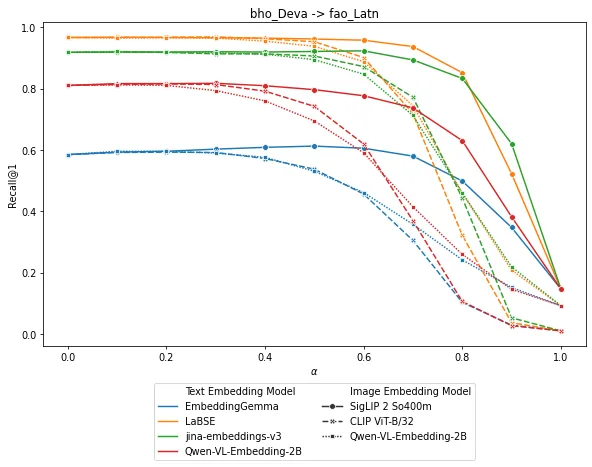 bho_Deva -> fao_Latn
1.0
0.8
0.6
0.4
0.2
0.0
Recall@1
0.0 0.2 0.4 0.6 0.8 1.0
α
Text Embedding Model
EmbeddingGemma
LaBSE
jina-embeddings-v3
Qwen-VL-Embedding-2B
Image Embedding Model
SigLIP 2 So400m
CLIP ViT-B/32
Qwen-VL-Embedding-2B